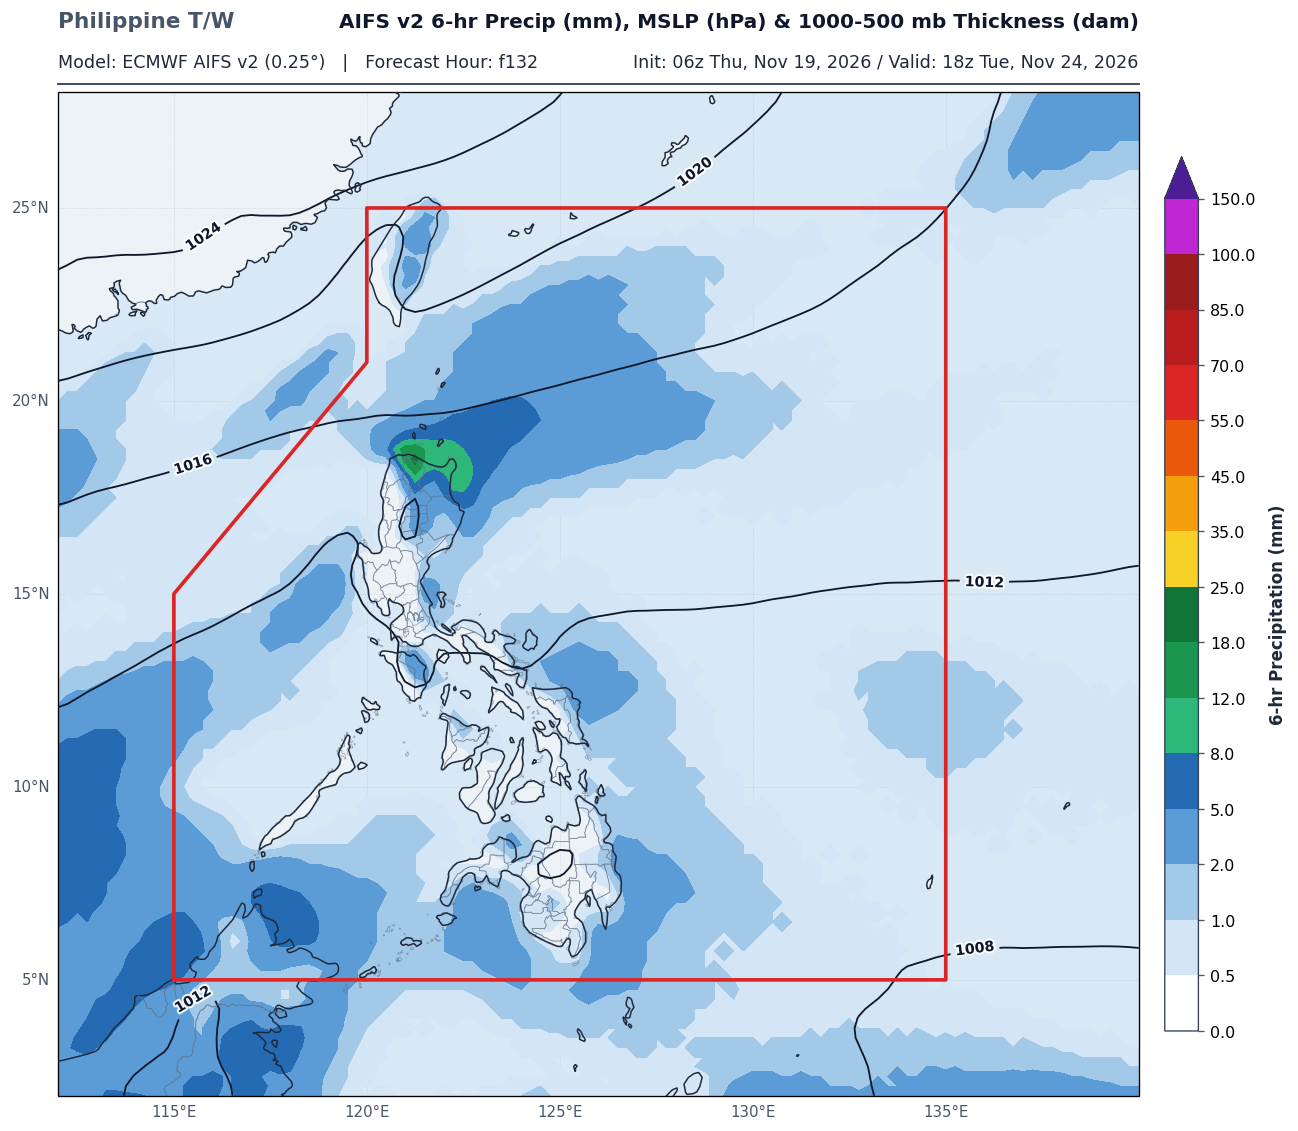 Philippine T/W
AIFS v2 6-hr Precip (mm), MSLP (hPa) & 1000-500 mb Thickness (dam)
Model: ECMWF AIFS v2 (0.25°) | Forecast Hour: f132
Init: 06z Thu, Nov 19, 2026 / Valid: 18z Tue, Nov 24, 2026
1020
25°N
1024
20°N
1016
15°N
1012
10°N
1008
5°N
1012
115°E
120°E
125°E
130°E
135°E
150.0
100.0
85.0
70.0
55.0
45.0
35.0
25.0
18.0
12.0
8.0
5.0
2.0
1.0
0.5
0.0
6-hr Precipitation (mm)